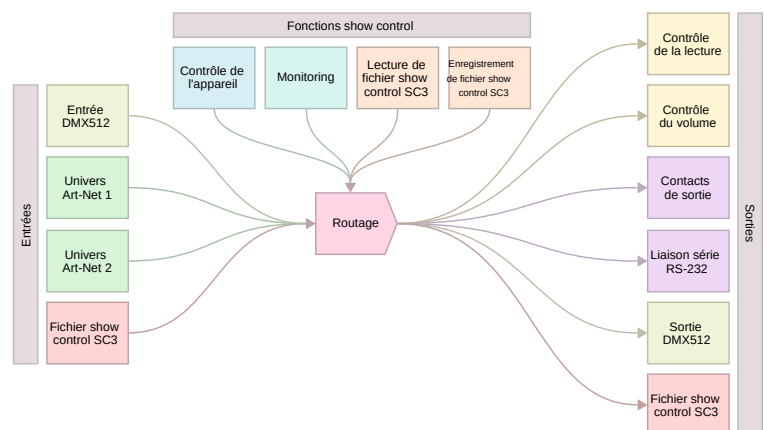 Fonctions show control
Contrôle de
l'appareil
Monitoring
Lecture de
fichier show
control SC3
Enregistrement
de fichier show
control SC3
Entrées
Entrée
DMX512
Univers
Art-Net 1
Univers
Art-Net 2
Fichier show
control SC3
Routage
Contrôle
de la lecture
Contrôle
du volume
Contacts
de sortie
Liaison série
RS-232
Sortie
DMX512
Fichier show
control SC3
Sorties